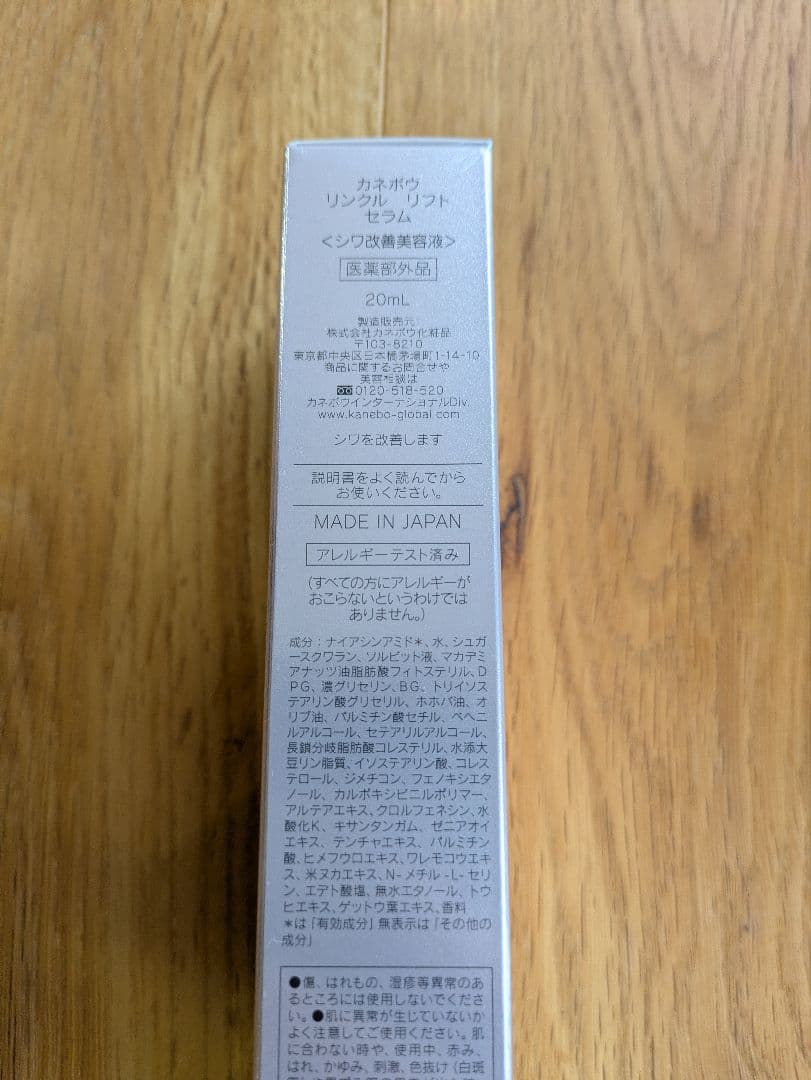 カネボウ
リンクル リフト
セラム
<シワ改善美容液>
医薬部外品
20mL
製造販売元
株式会社カネボウ化粧品
〒103-8210
東京都中央区日本橋茅場町1-14-10
商品に関するお問合せや
美容相談は
0120-518-520
カネボウインターナショナルDiv.
www.kanebo-global.com
シワを改善します
説明書をよく読んでから
お使いください。
MADE IN JAPAN
アレルギーテスト済み
(すべての方にアレルギーが
おこらないというわけでは
ありません。)
成分:ナイアシンアミド*、水、シュガ
ースクワラン、ソルビット液、マカデミ
アナッツ油脂肪酸フィトステリル、D
PG、濃グリセリン、BG、トリイソス
テアリン酸グリセリル、ホホバ油、オ
リブ油、パルミチン酸セチル、ベヘニ
ルアルコール、セテアリルアルコール、
長鎖分岐脂肪酸コレステリル、水添大
豆リン脂質、イソステアリン酸、コレス
テロール、ジメチコン、フェノキシエタ
ノール、カルボキシビニルポリマー、
アルテアエキス、クロルフェネシン、水
酸化K、キサンタンガム、ゼニアオイ
エキス、テンチャエキス、パルミチン
酸、ヒメフウロエキス、ワレモコウエキ
ス、米ヌカエキス、N-メチル-L-セリ
ン、エデト酸塩、無水エタノール、トウ
ヒエキス、ゲットウ葉エキス、香料
*は「有効成分」無表示は「その他の
成分」
●傷、はれもの、湿疹等異常のあ
るところには使用しないでくださ
い。●肌に異常が生じていないか
よく注意してご使用ください。肌
に合わない時や、使用中、赤み、
はれ、かゆみ、刺激、色抜け(白斑